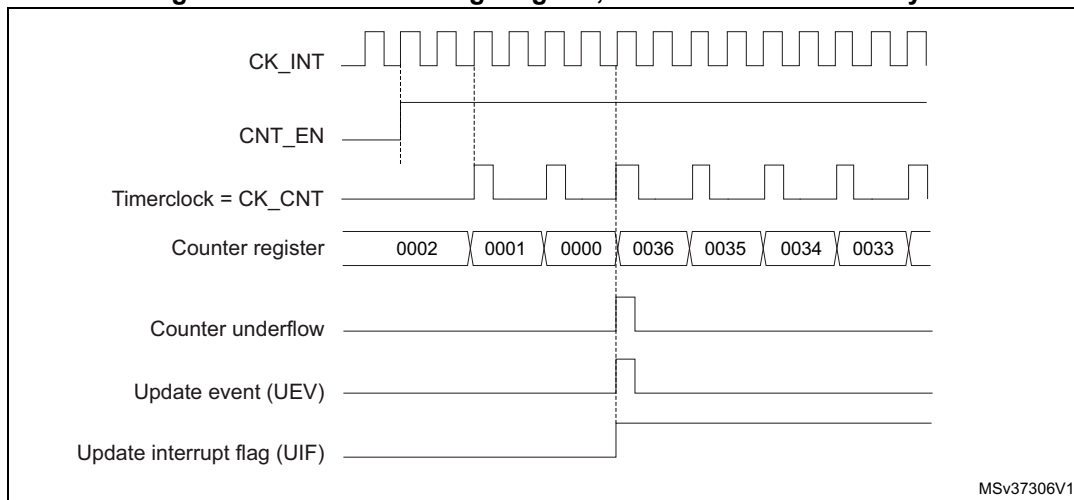 CK_INT
CNT_EN
Timerclock = CK_CNT
Counter register 0002 0001 0000 0036 0035 0034 0033
Counter underflow
Update event (UEV)
Update interrupt flag (UIF)
MSv37306V1